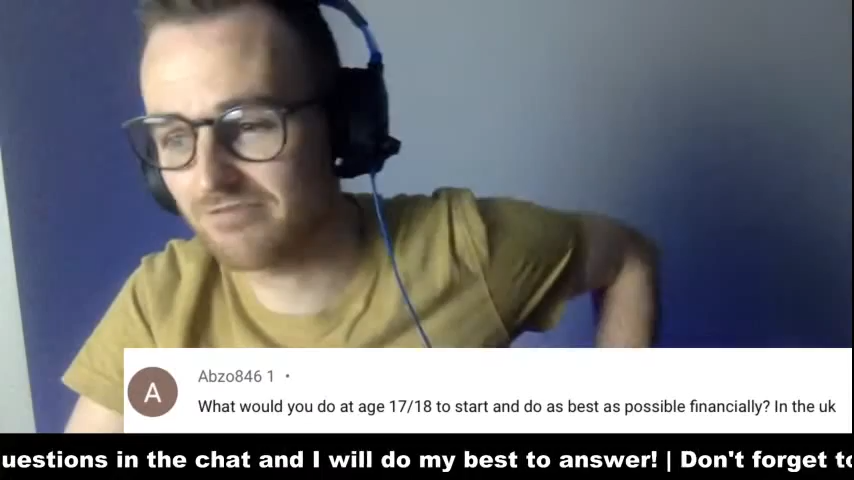 A
Abzo846 1 •
What would you do at age 17/18 to start and do as best as possible financially? In the uk
uestions in the chat and I will do my best to answer! | Don't forget to